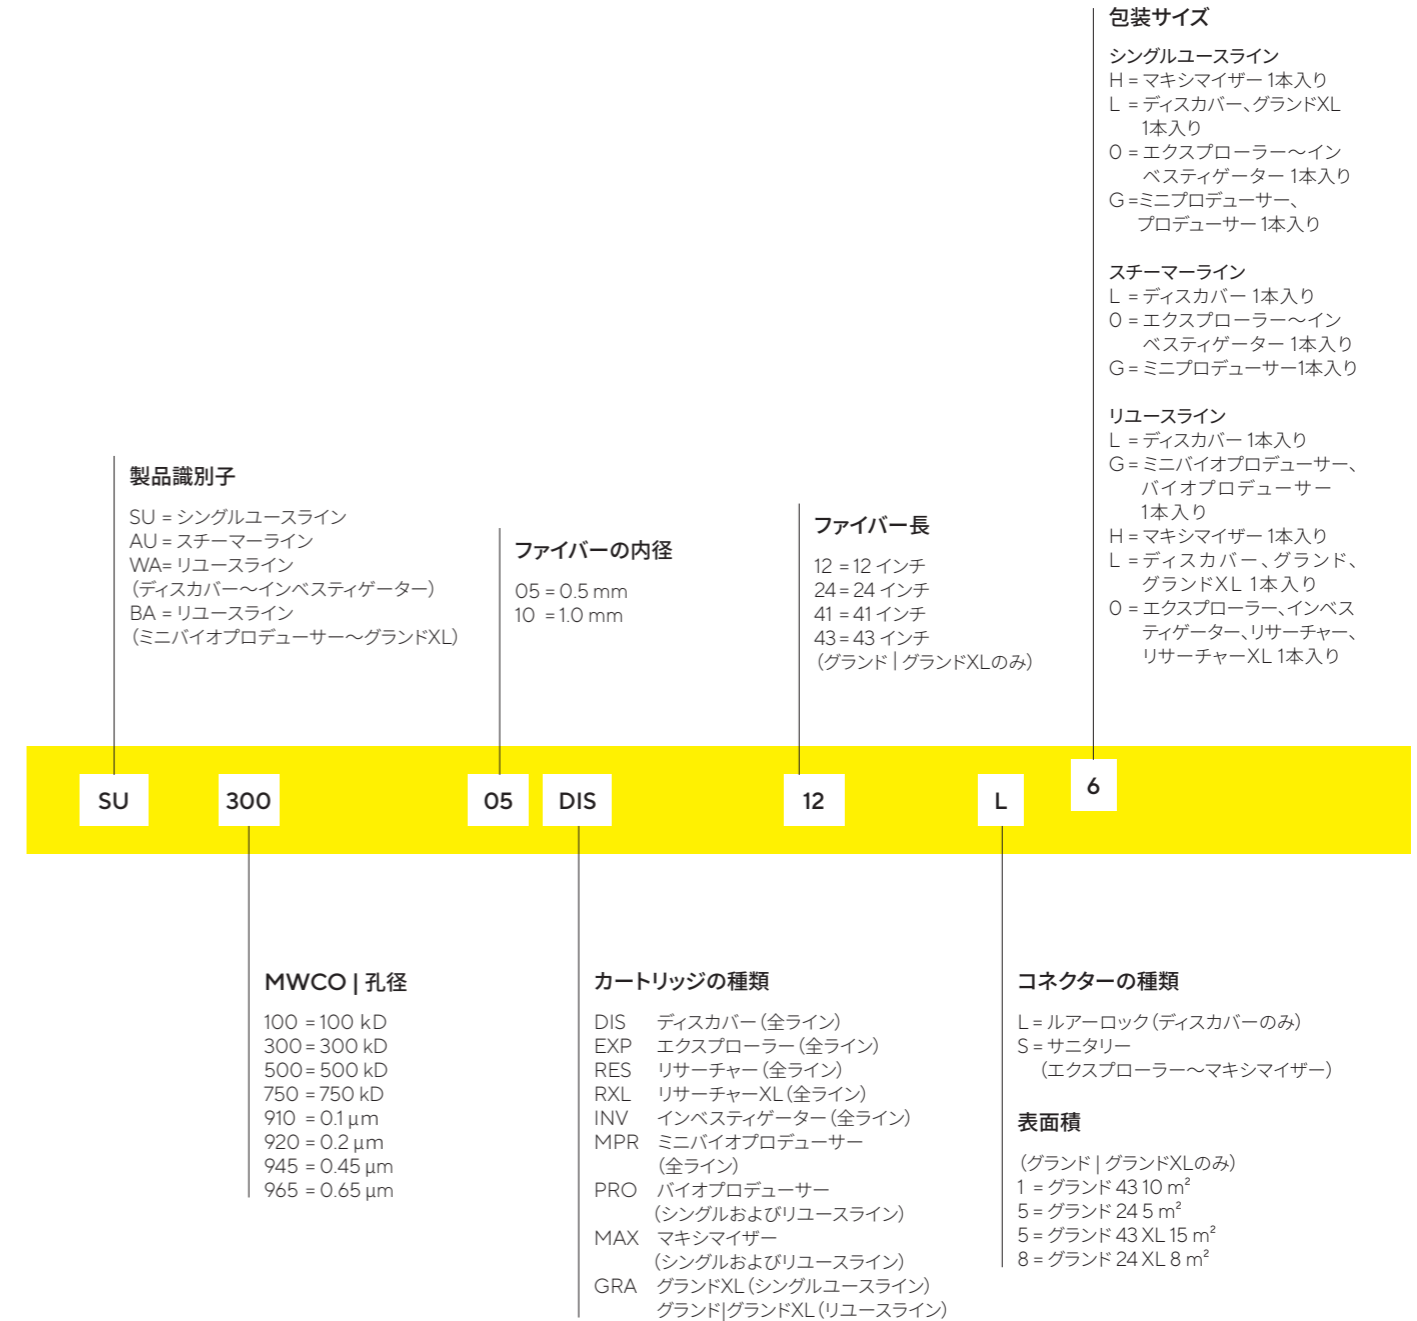 包装サイズ
シングルユースライン
H = マキシマイザー 1本入り
L = ディスカバー、グランドXL
1本入り
0 = エクスプローラー〜イン
ベスティゲーター 1本入り
G =ミニプロデューサー、
プロデューサー 1本入り
スチーマーライン
L = ディスカバー 1本入り
0 = エクスプローラー〜イン
ベスティゲーター 1本入り
G = ミニプロデューサー1本入り
リユースライン
L = ディスカバー 1本入り
G = ミニバイオプロデューサー、
バイオプロデューサー
1本入り
H = マキシマイザー 1本入り
L = ディスカバー、グランド、
グランドXL 1本入り
0 = エクスプローラー、インベス
ティゲーター、リサーチャー、
リサーチャーXL 1本入り
製品識別子
SU = シングルユースライン
AU = スチーマーライン
WA= リユースライン
（ディスカバー〜インベスティゲーター）
BA = リユースライン
（ミニバイオプロデューサー〜グランドXL）
ファイバーの内径
05 = 0.5 mm
10 = 1.0 mm
ファイバー長
12 = 12 インチ
24 = 24 インチ
41 = 41 インチ
43 = 43 インチ
（グランド | グランドXLのみ）
SU 300 05 DIS 12 L 6
MWCO | 孔径
100 = 100 kD
300 = 300 kD
500 = 500 kD
750 = 750 kD
910 = 0.1 µm
920 = 0.2 µm
945 = 0.45 µm
965 = 0.65 µm
カートリッジの種類
DIS ディスカバー（全ライン）
EXP エクスプローラー（全ライン）
RES リサーチャー（全ライン）
RXL リサーチャーXL（全ライン）
INV インベスティゲーター（全ライン）
MPR ミニバイオプロデューサー
（全ライン）
PRO バイオプロデューサー
（シングルおよびリユースライン）
MAX マキシマイザー
（シングルおよびリユースライン）
GRA グランドXL（シングルユースライン）
グランド|グランドXL（リユースライン）
コネクターの種類
L = ルアーロック（ディスカバーのみ）
S = サニタリー
（エクスプローラー〜マキシマイザー）
表面積
（グランド | グランドXLのみ）
1 = グランド 43 10 m²
5 = グランド 24 5 m²
5 = グランド 43 XL 15 m²
8 = グランド 24 XL 8 m²